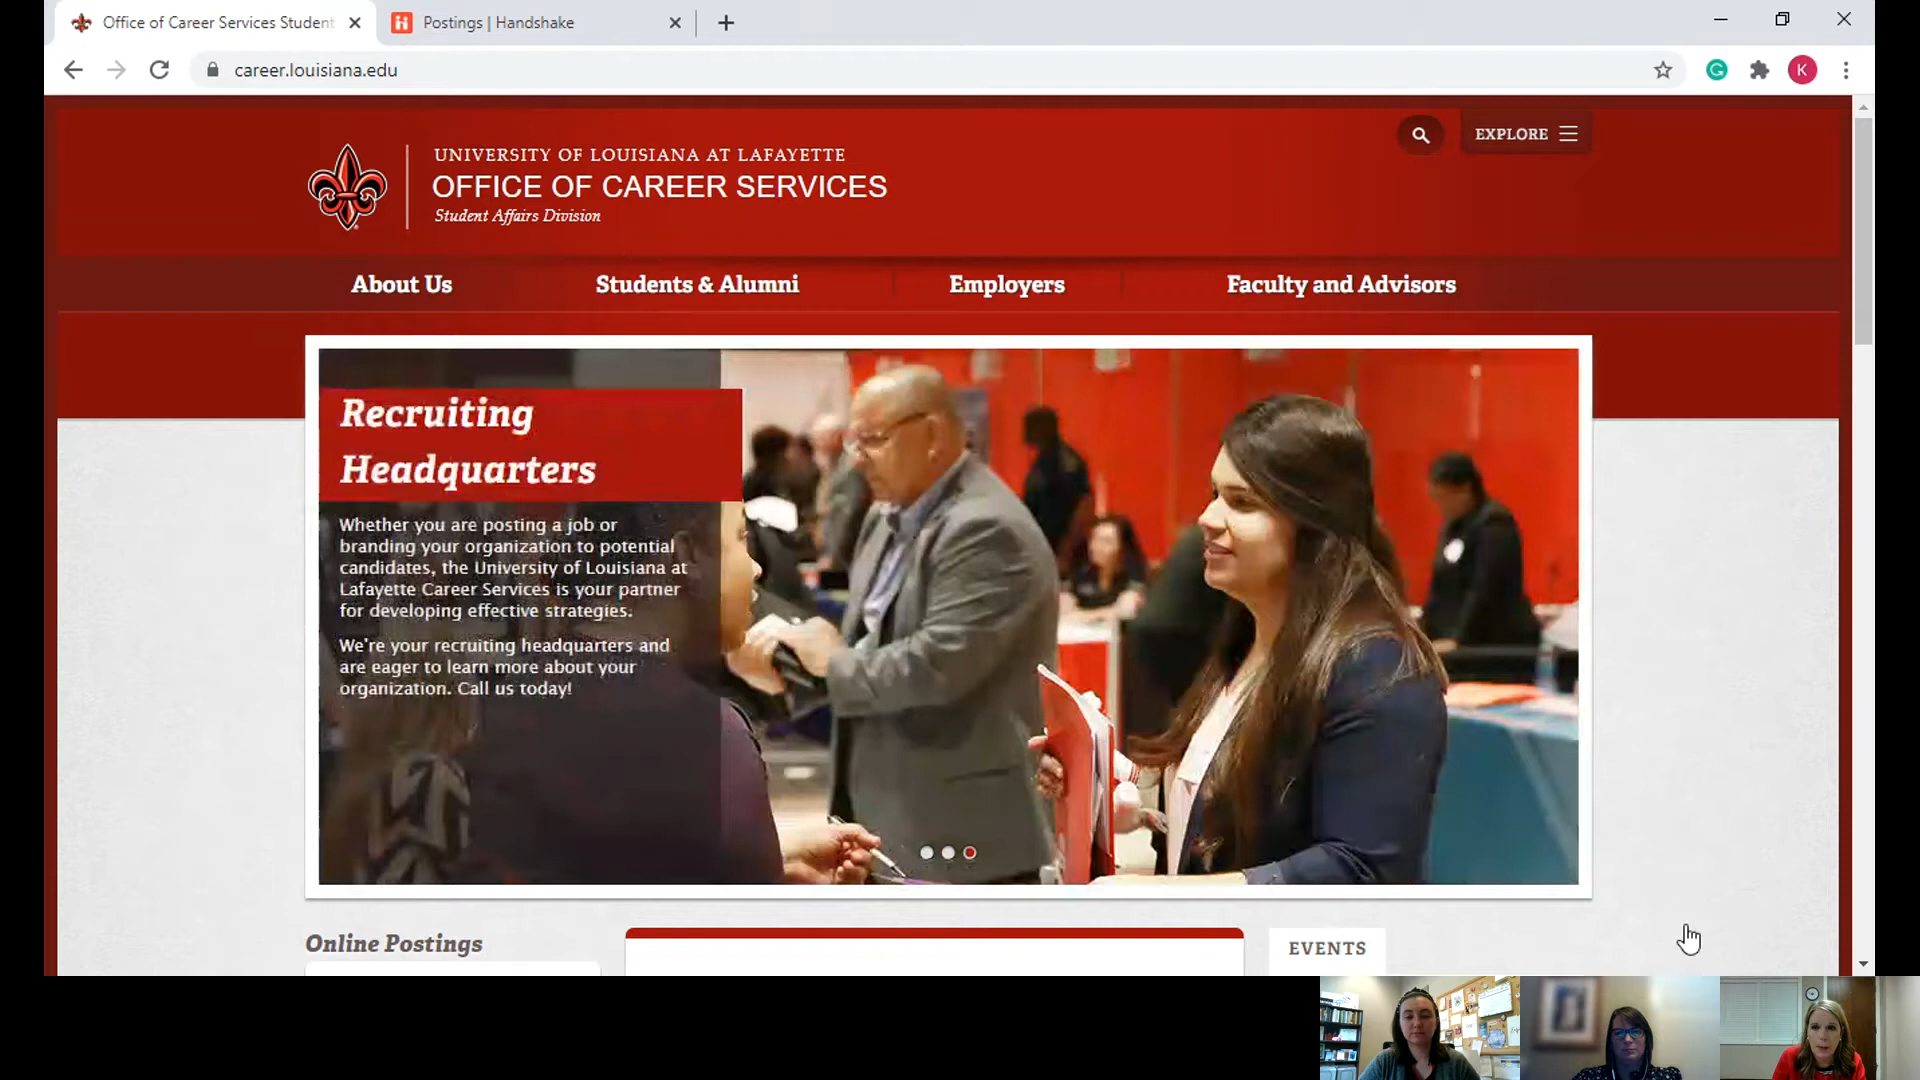 Office of Career Services Student
Postings | Handshake
career.louisiana.edu
K
EXPLORE
UNIVERSITY OF LOUISIANA AT LAFAYETTE
OFFICE OF CAREER SERVICES
Student Affairs Division
About Us
Students & Alumni
Employers
Faculty and Advisors
Recruiting
Headquarters
Whether you are posting a job or
branding your organization to potential
candidates, the University of Louisiana at
Lafayette Career Services is your partner
for developing effective strategies.
We're your recruiting headquarters and
are eager to learn more about your
organization. Call us today!
Online Postings
EVENTS